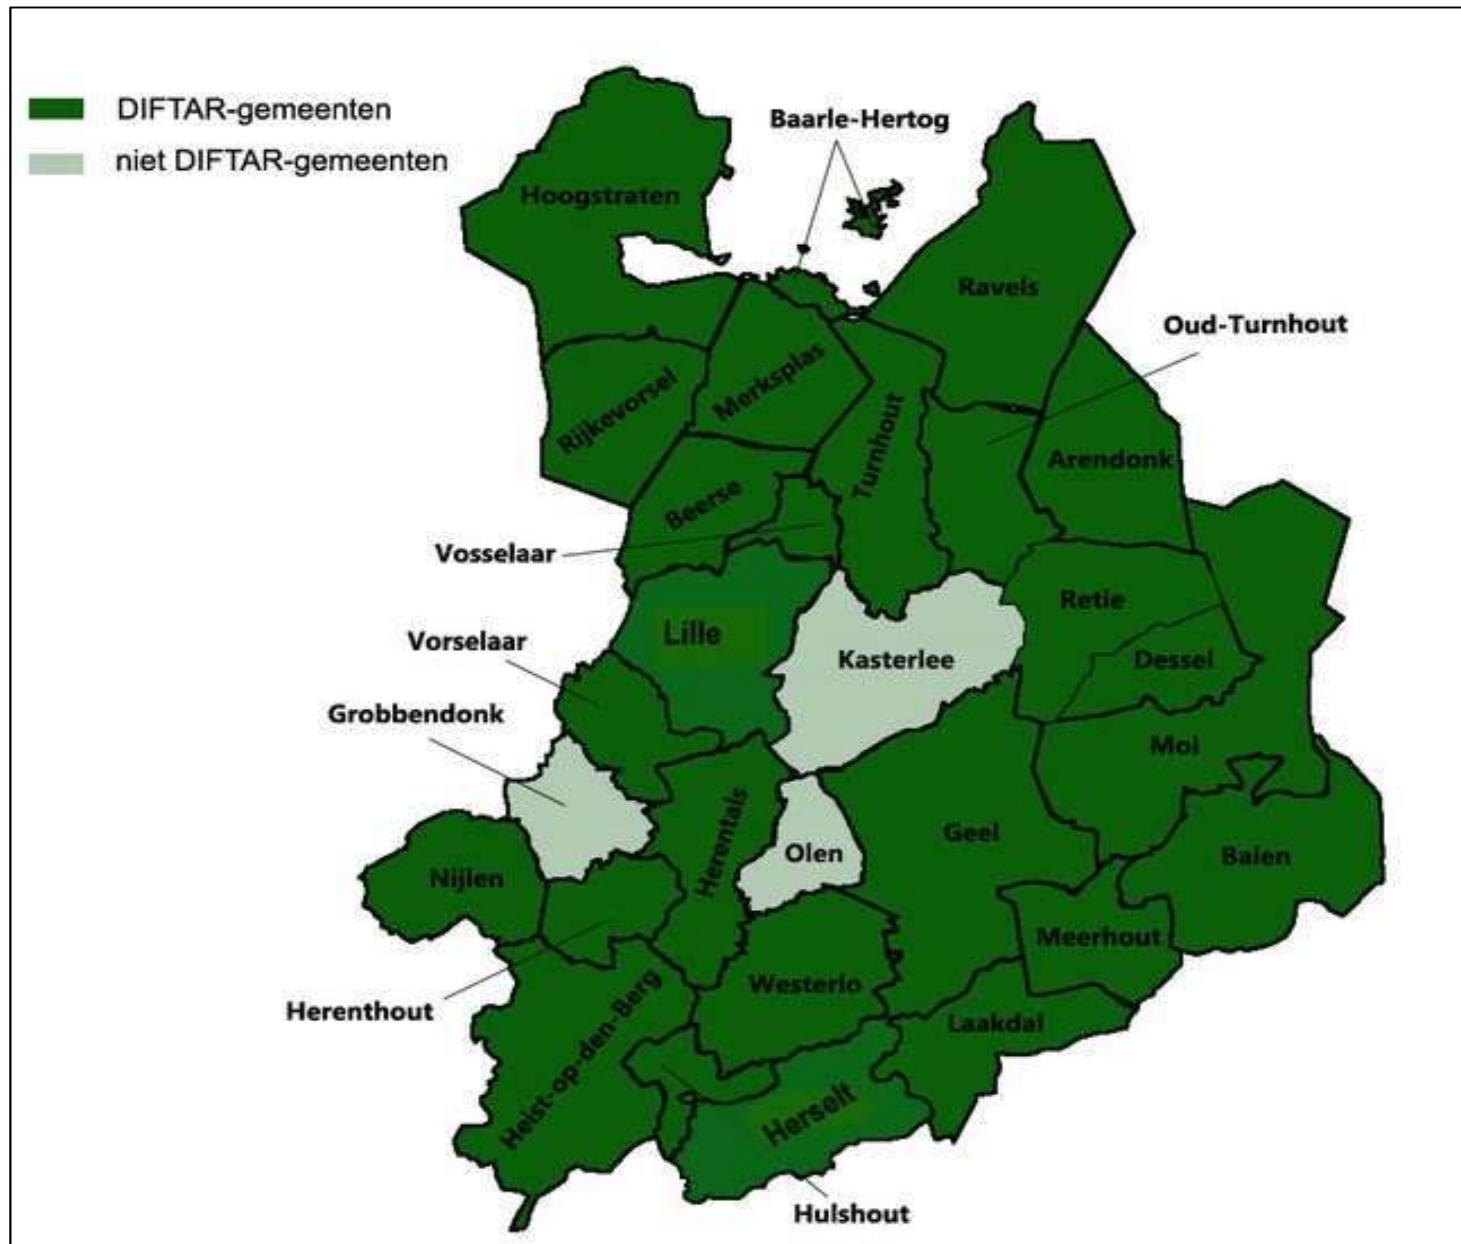 DIFTAR-gemeenten
niet DIFTAR-gemeenten
Baarle-Hertog
Hoogstraten
Ravels
Oud-Turnhout
Rijkevorsel
Merksplas
Turnhout
Arendonk
Beerse
Vosselaar
Retie
Lille
Vorselaar
Kasterlee
Dessel
Grobbendonk
Mol
Herentals
Geel
Olen
Balen
Nijlen
Meerhout
Westerlo
Herenthout
Laakdal
Heist-op-den-Berg
Herselt
Hulshout